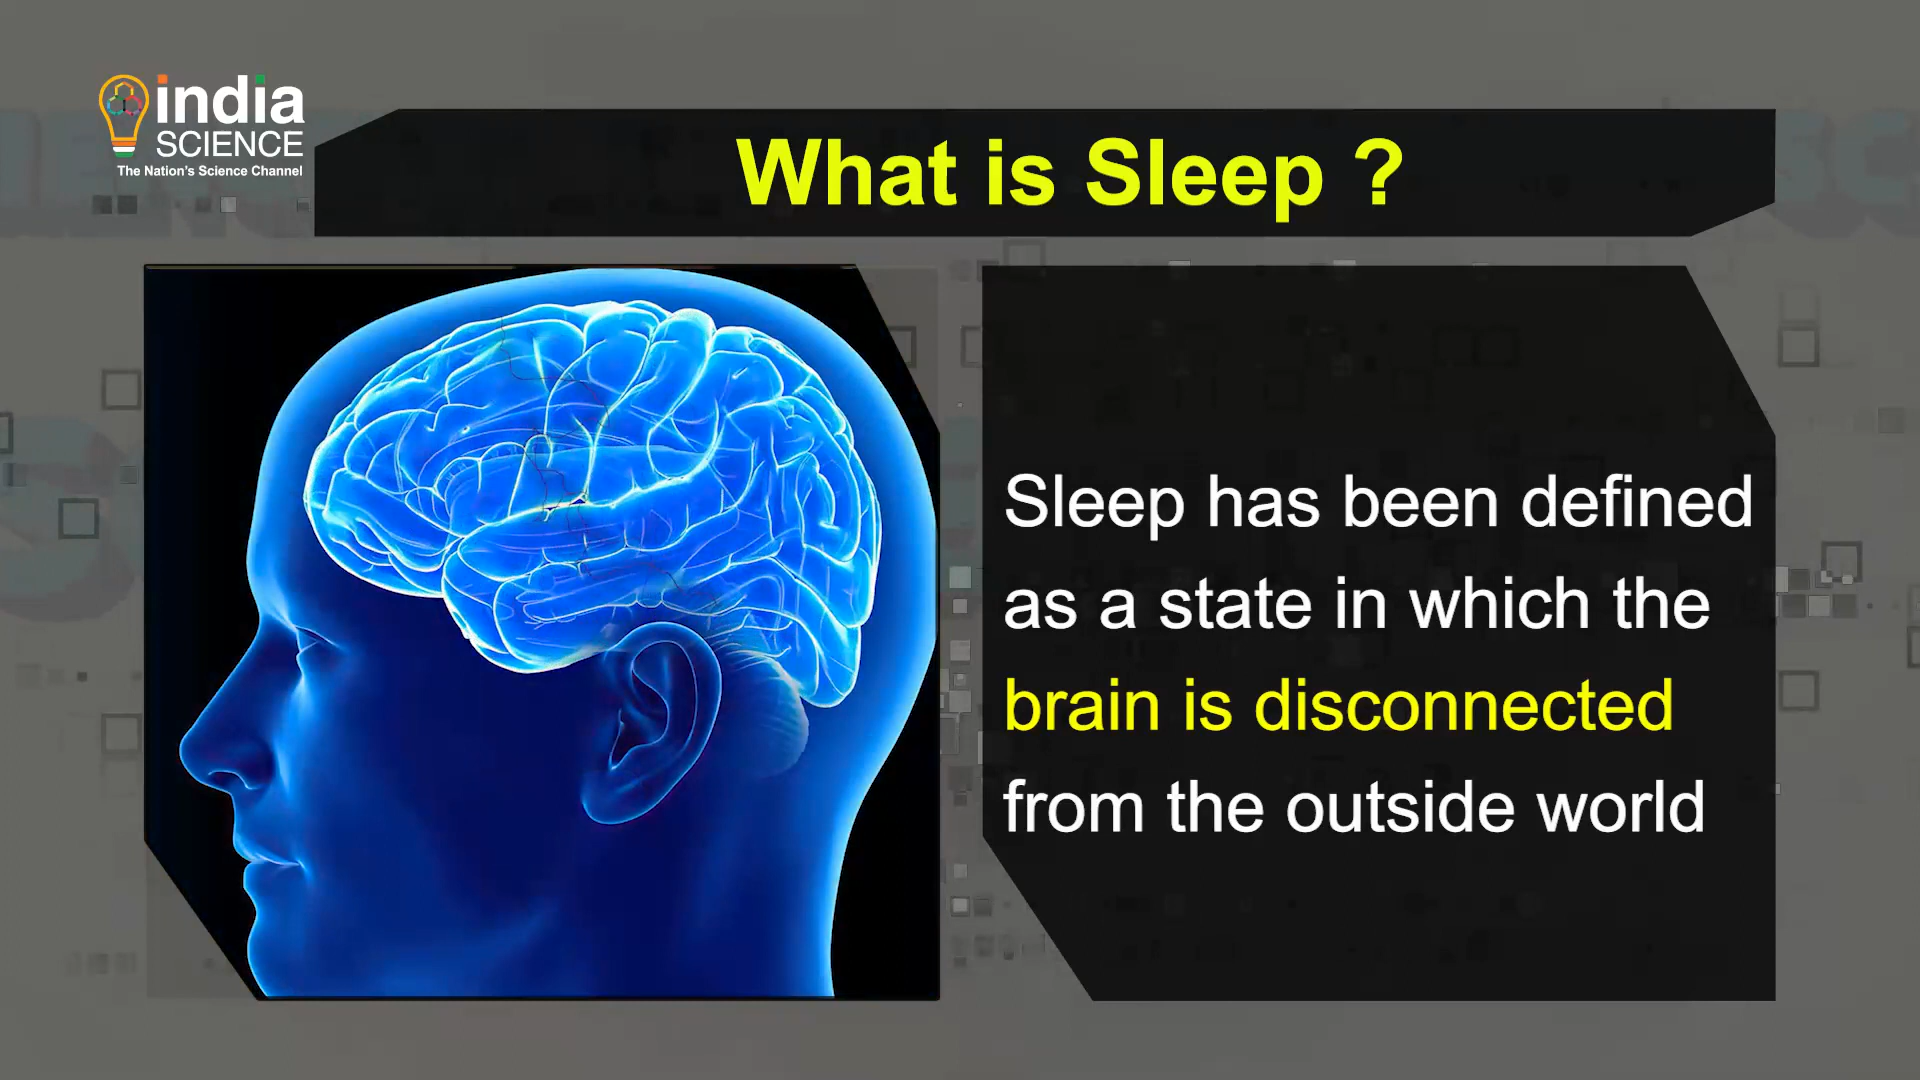 india
SCIENCE
The Nation's Science Channel
What is Sleep ?
Sleep has been defined
as a state in which the
brain is disconnected
from the outside world